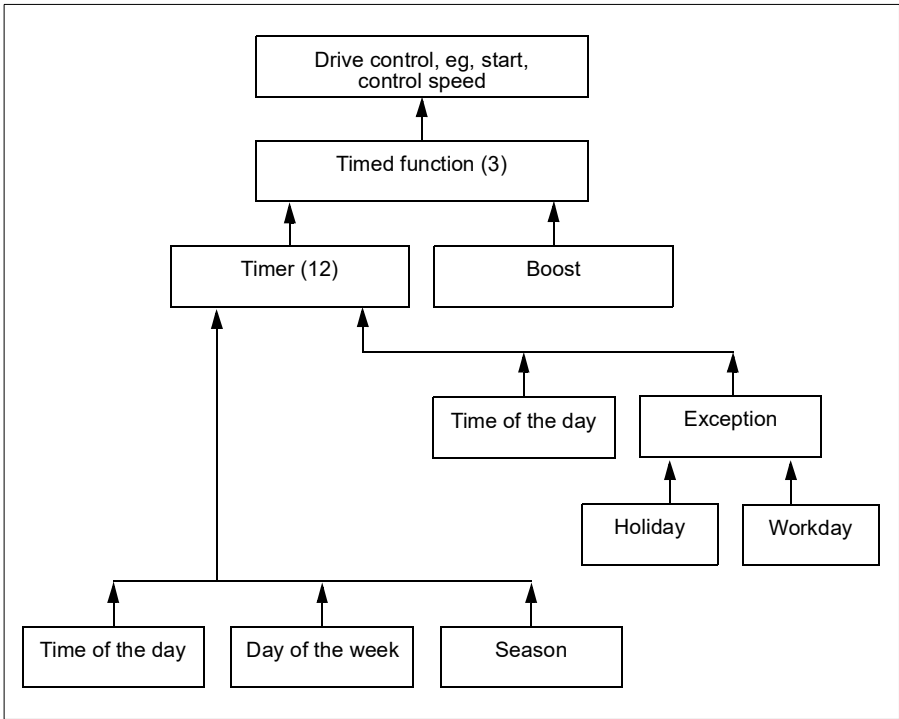 Drive control, eg, start,
control speed
Timed function (3)
Timer (12)
Boost
Time of the day
Exception
Holiday
Workday
Time of the day
Day of the week
Season